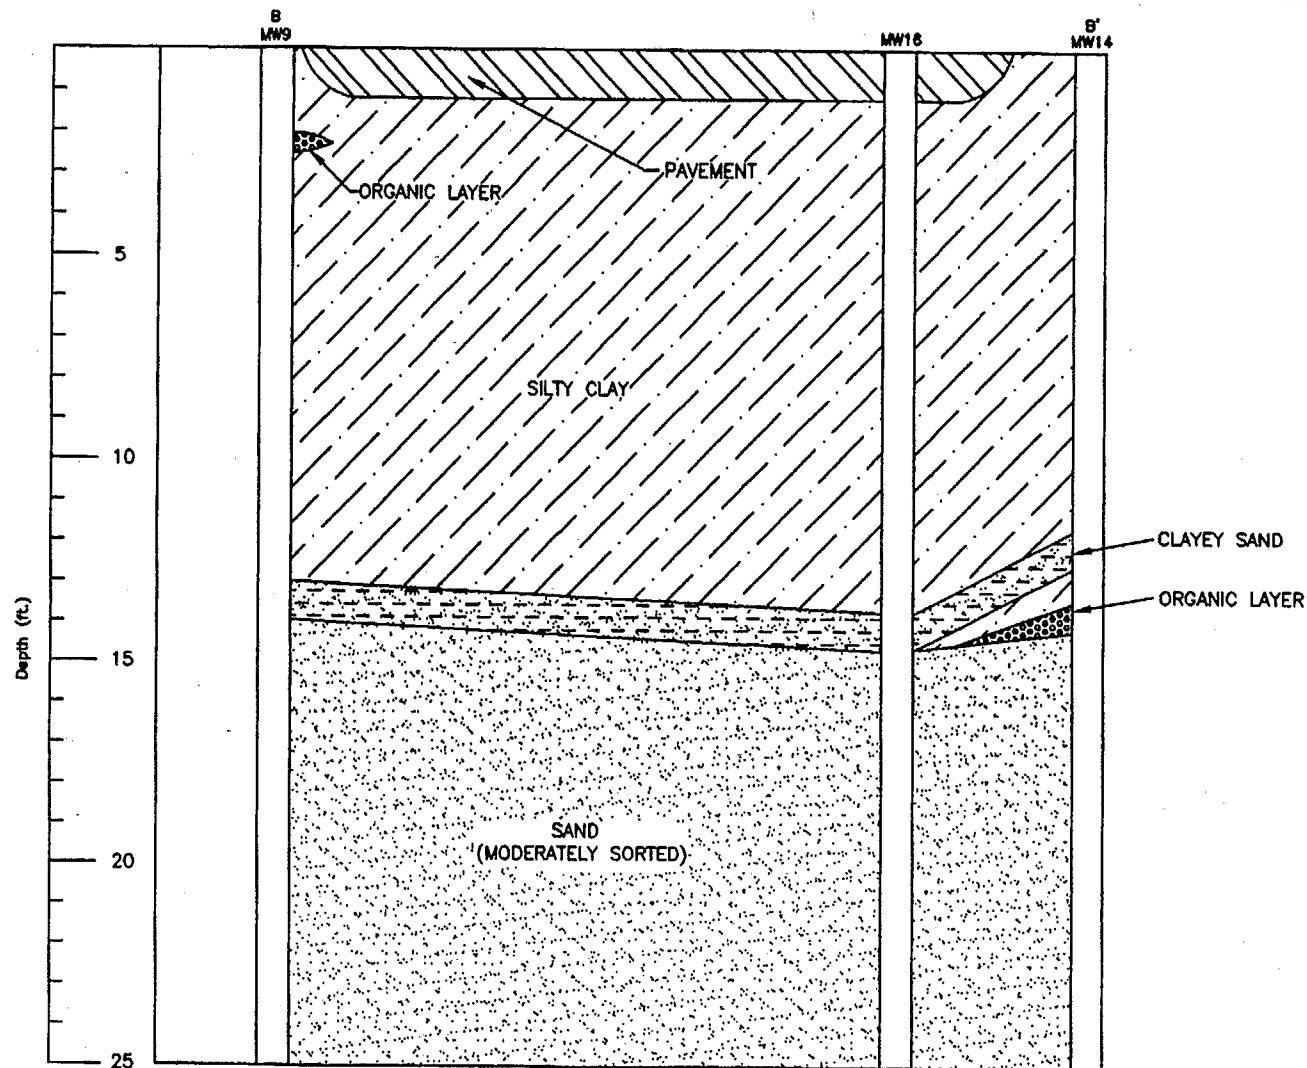 B
MW9
MW16
B'
MW14
PAVEMENT
ORGANIC LAYER
5
SILTY CLAY
10
CLAYEY SAND
ORGANIC LAYER
Depth (ft.)
15
SAND
(MODERATELY SORTED)
20
25